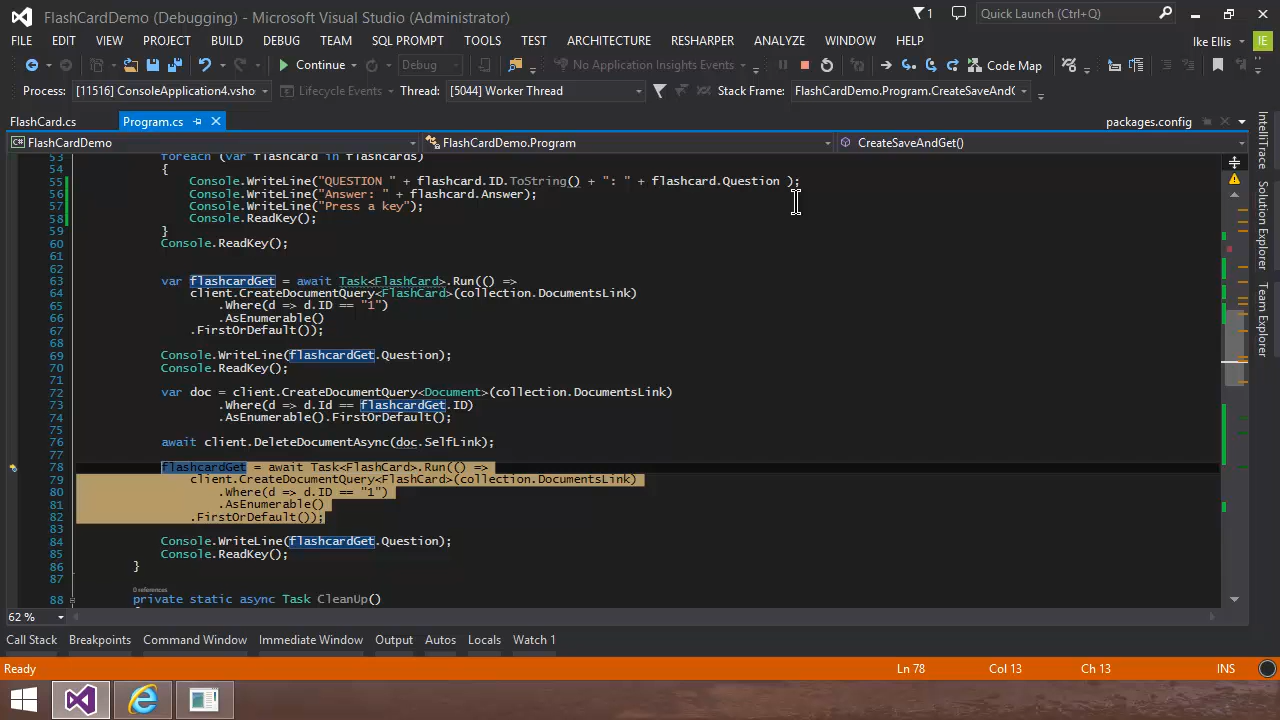 FlashCardDemo (Debugging) - Microsoft Visual Studio (Administrator)
1
Quick Launch (Ctrl+Q)
FILE EDIT VIEW PROJECT BUILD DEBUG TEAM SQL PROMPT TOOLS TEST ARCHITECTURE RESHARPER ANALYZE WINDOW HELP
Ike Ellis IE
Continue Debug No Application Insights Events Code Map
Process: [11516] ConsoleApplication4.vsho Lifecycle Events Thread: [5044] Worker Thread Stack Frame: FlashCardDemo.Program.CreateSaveAndG
FlashCard.cs Program.cs packages.config
C# FlashCardDemo FlashCardDemo.Program CreateSaveAndGet()
53 foreach (var flashcard in flashcards)
54 {
55 Console.WriteLine("QUESTION " + flashcard.ID.ToString() + ": " + flashcard.Question );
56 Console.WriteLine("Answer: " + flashcard.Answer);
57 Console.WriteLine("Press a key");
58 Console.ReadKey();
59 }
60 Console.ReadKey();
61
62
63 var flashcardGet = await Task<FlashCard>.Run(() =>
64 client.CreateDocumentQuery<FlashCard>(collection.DocumentsLink)
65 .Where(d => d.ID == "1")
66 .AsEnumerable()
67 .FirstOrDefault());
68
69 Console.WriteLine(flashcardGet.Question);
70 Console.ReadKey();
71
72 var doc = client.CreateDocumentQuery<Document>(collection.DocumentsLink)
73 .Where(d => d.Id == flashcardGet.ID)
74 .AsEnumerable().FirstOrDefault();
75
76 await client.DeleteDocumentAsync(doc.SelfLink);
77
78 flashcardGet = await Task<FlashCard>.Run(() =>
79 client.CreateDocumentQuery<FlashCard>(collection.DocumentsLink)
80 .Where(d => d.ID == "1")
81 .AsEnumerable()
82 .FirstOrDefault());
83
84 Console.WriteLine(flashcardGet.Question);
85 Console.ReadKey();
86 }
87
0 references
88 private static async Task CleanUp()
62 %
IntelliTrace
Solution Explorer
Team Explorer
Call Stack Breakpoints Command Window Immediate Window Output Autos Locals Watch 1
Ready Ln 78 Col 13 Ch 13 INS